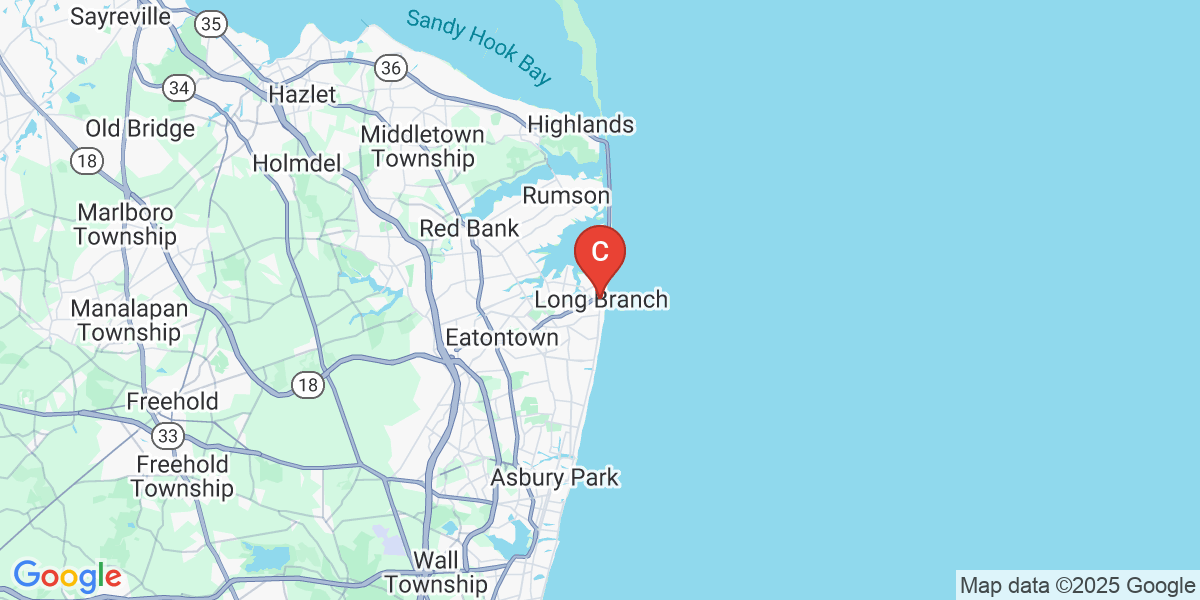 Sayreville
35
Sandy Hook Bay
36
34
Hazlet
Old Bridge
Highlands
Middletown
Township
18
Holmdel
Rumson
Marlboro
Township
Red Bank
C
Long Branch
Manalapan
Township
Eatontown
18
Freehold
33
Freehold
Township
Asbury Park
Wall
Township
Google
Map data ©2025 Google